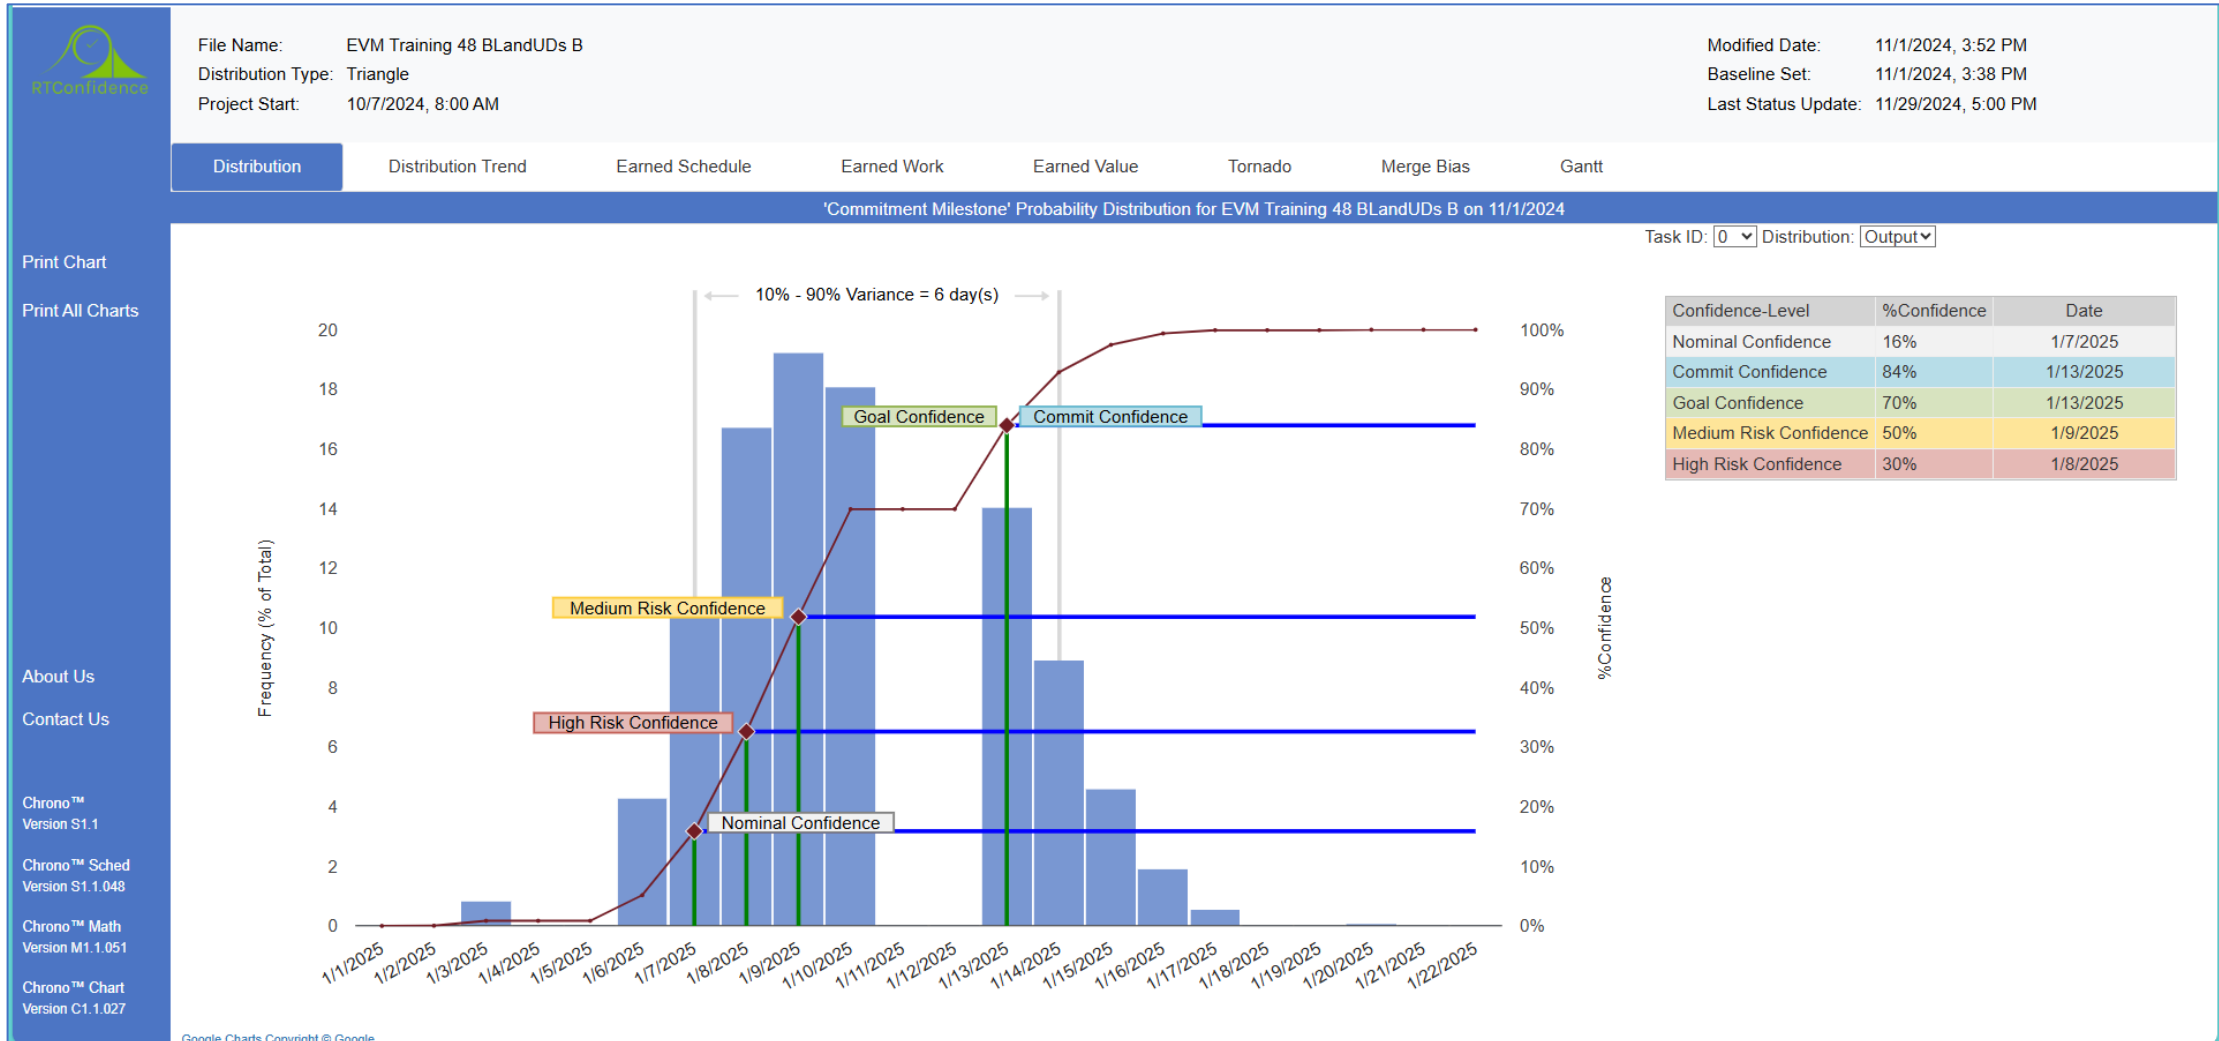 RTConfidence
File Name: EVM Training 48 BLandUDs B
Distribution Type: Triangle
Project Start: 10/7/2024, 8:00 AM
Modified Date: 11/1/2024, 3:52 PM
Baseline Set: 11/1/2024, 3:38 PM
Last Status Update: 11/29/2024, 5:00 PM
Distribution Distribution Trend Earned Schedule Earned Work Earned Value Tornado Merge Bias Gantt
'Commitment Milestone' Probability Distribution for EVM Training 48 BLandUDs B on 11/1/2024
Task ID: 0 Distribution: Output
Print Chart
Print All Charts
About Us
Contact Us
Chrono™
Version S1.1
Chrono™ Sched
Version S1.1.048
Chrono™ Math
Version M1.1.051
Chrono™ Chart
Version C1.1.027
10% - 90% Variance = 6 day(s)
Frequency (% of Total)
20
18
16
14
12
10
8
6
4
2
0
Goal Confidence
Commit Confidence
Medium Risk Confidence
High Risk Confidence
Nominal Confidence
100%
90%
80%
70%
60%
50%
40%
30%
20%
10%
0%
%Confidence
1/1/2025 1/2/2025 1/3/2025 1/4/2025 1/5/2025 1/6/2025 1/7/2025 1/8/2025 1/9/2025 1/10/2025 1/11/2025 1/12/2025 1/13/2025 1/14/2025 1/15/2025 1/16/2025 1/17/2025 1/18/2025 1/19/2025 1/20/2025 1/21/2025 1/22/2025
Confidence-Level %Confidence Date
Nominal Confidence 16% 1/7/2025
Commit Confidence 84% 1/13/2025
Goal Confidence 70% 1/13/2025
Medium Risk Confidence 50% 1/9/2025
High Risk Confidence 30% 1/8/2025
Google Charts Copyright © Google